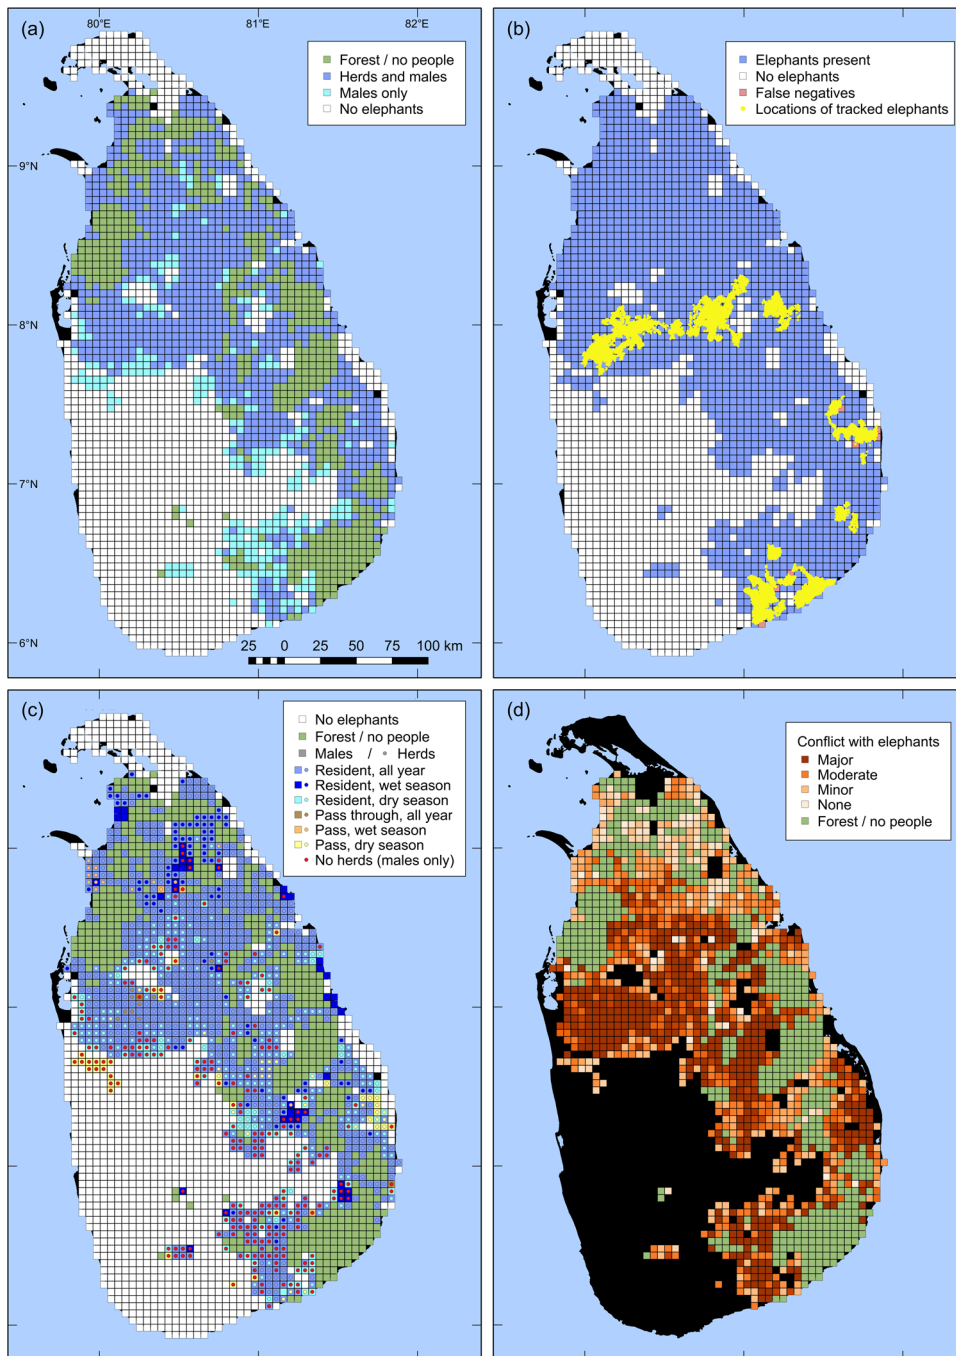 80°E
81°E
82°E
(a)
Forest / no people
Herds and males
Males only
No elephants
9°N
8°N
7°N
6°N
25 0 25 50 75 100 km
(b)
Elephants present
No elephants
False negatives
Locations of tracked elephants
(c)
No elephants
Forest / no people
Males / Herds
Resident, all year
Resident, wet season
Resident, dry season
Pass through, all year
Pass, wet season
Pass, dry season
No herds (males only)
(d)
Conflict with elephants
Major
Moderate
Minor
None
Forest / no people